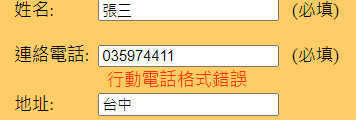 姓名: 張三 (必填)
連絡電話: 035974411 (必填)
行動電話格式錯誤
地址: 台中